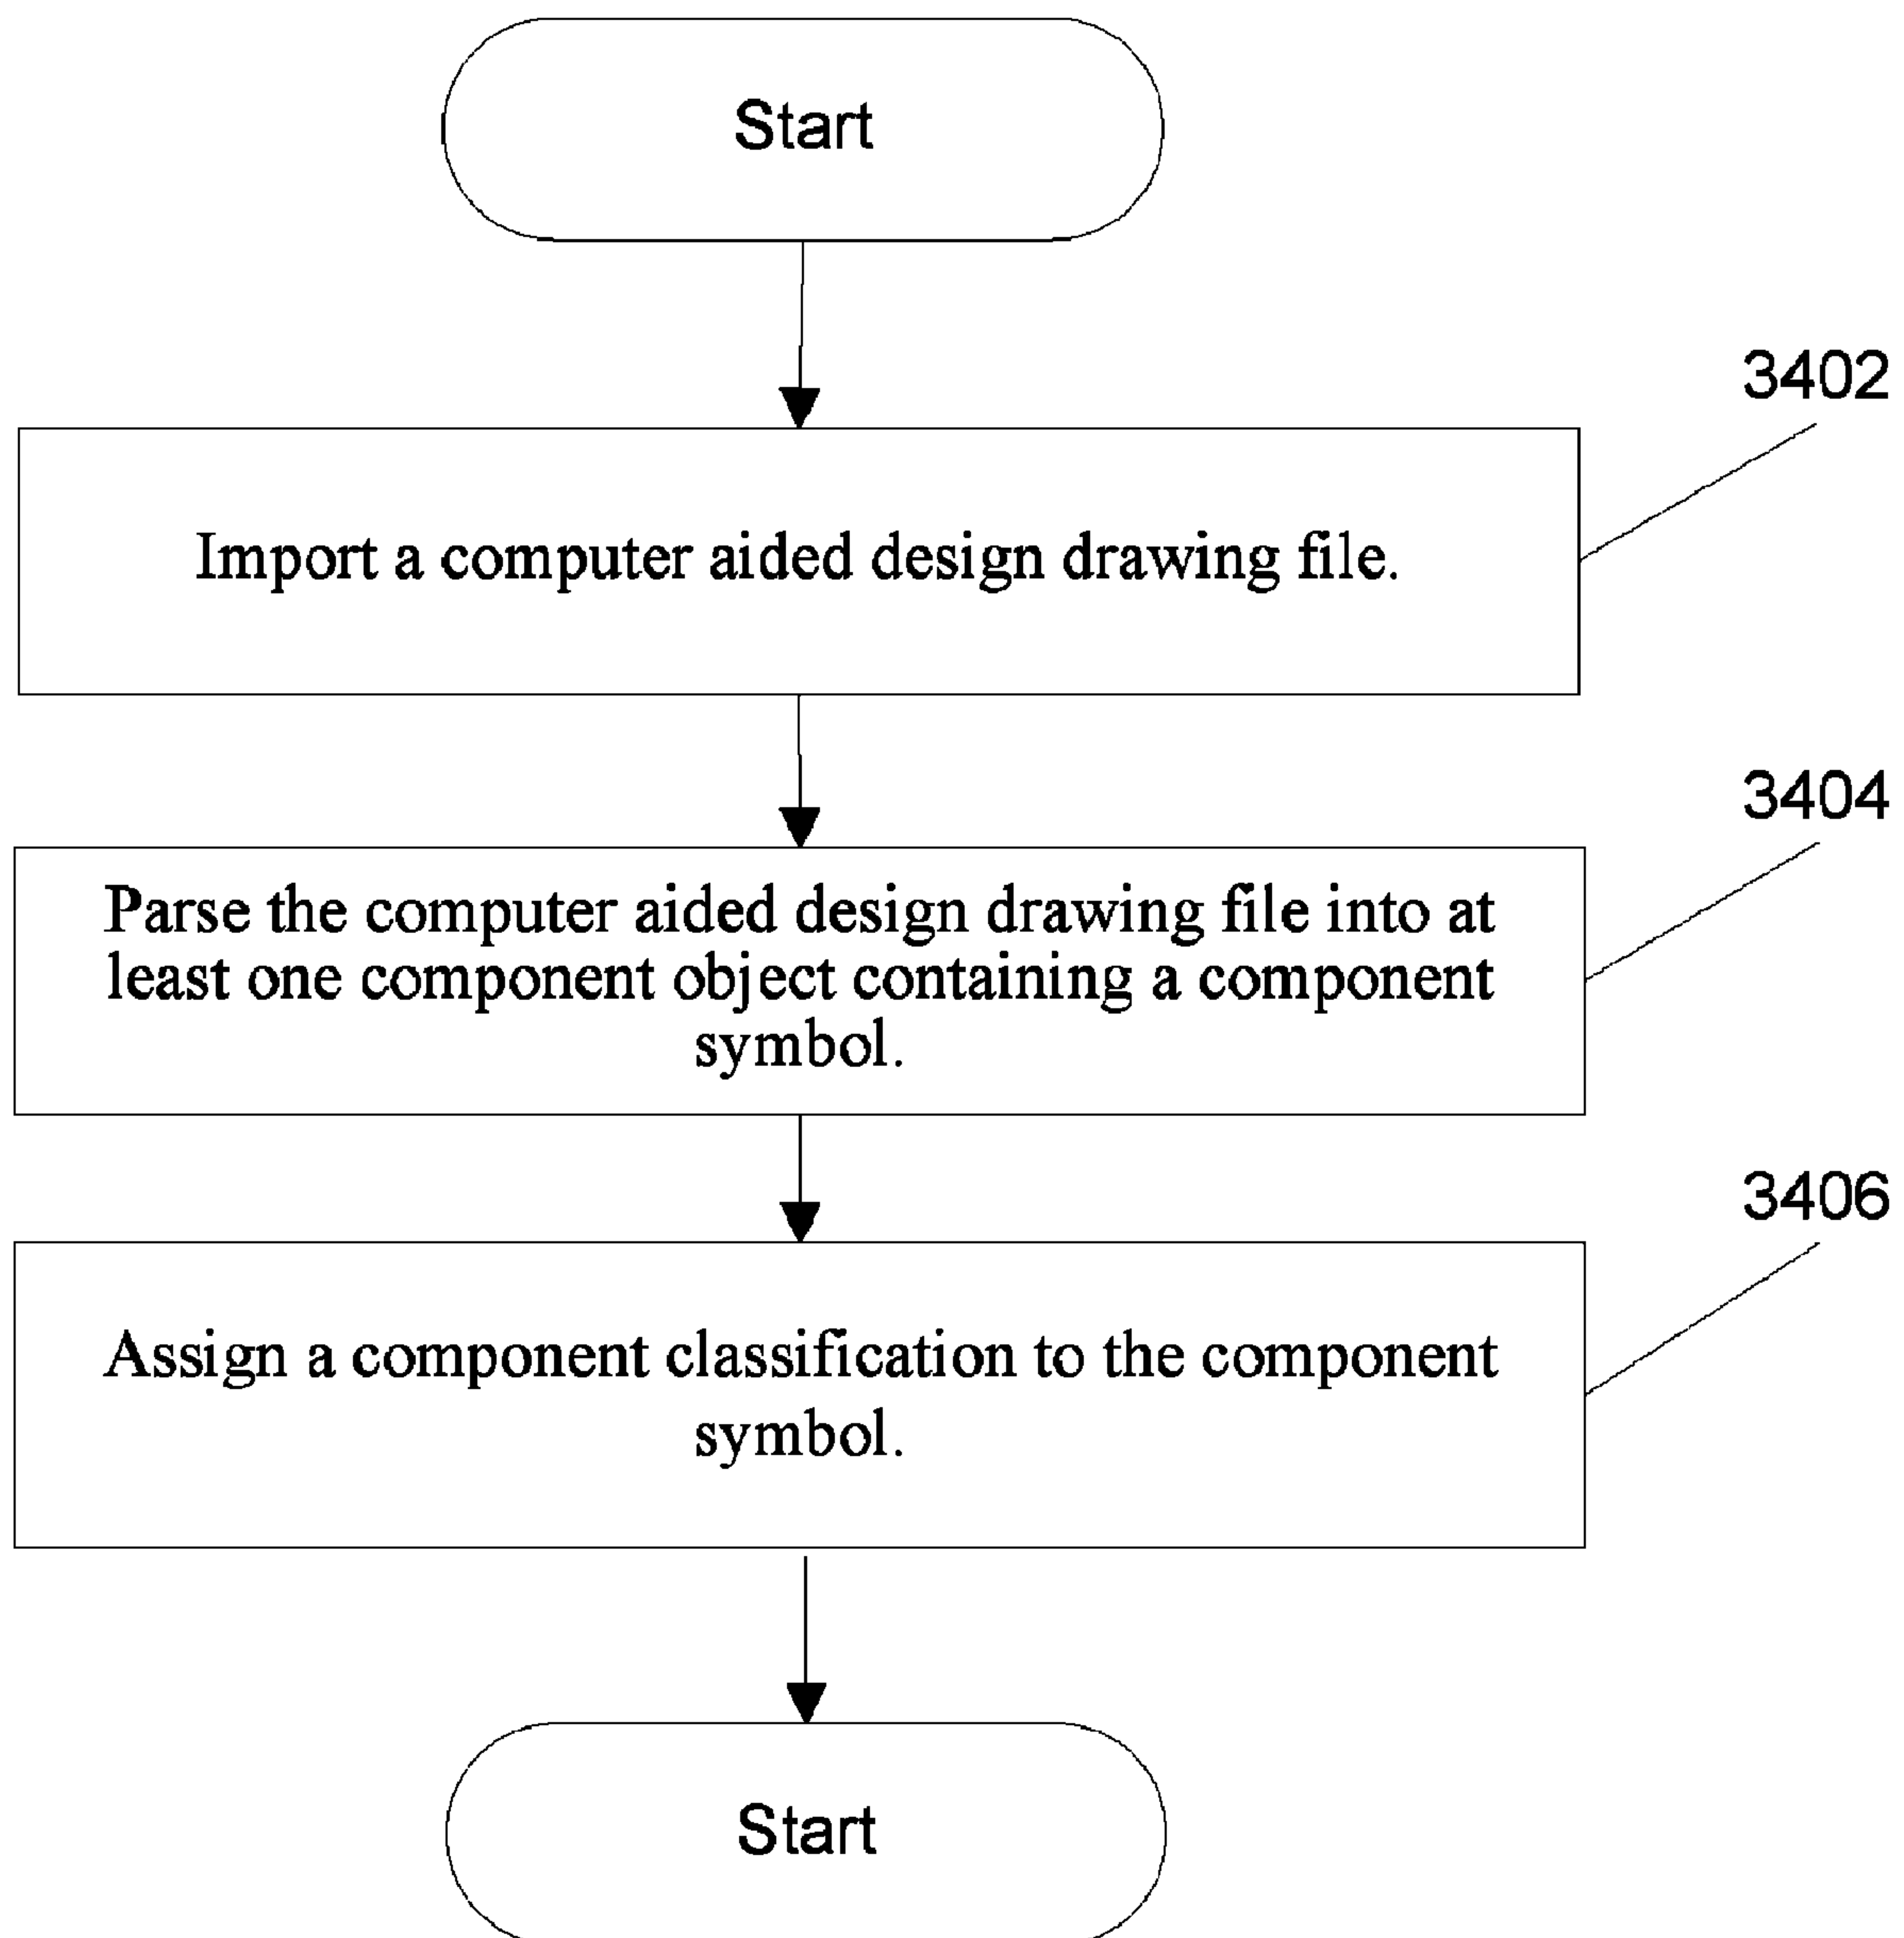 Start
3402
Import a computer aided design drawing file.
3404
Parse the computer aided design drawing file into at
least one component object containing a component
symbol.
3406
Assign a component classification to the component
symbol.
Start